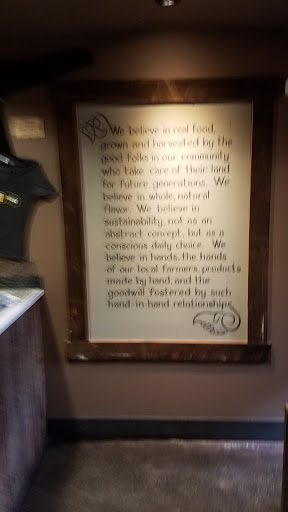 We believe in real food,
grown and harvested by the
good folks in our community
who take care of their land
for future generations. We
believe in whole, natural
flavor. We believe in
sustainability, not as an
abstract concept, but as a
conscious daily choice. We
believe in hands, the hands
of our local farmers, products
made by hand, and the
goodwill fostered by such
hand-in-hand relationships.